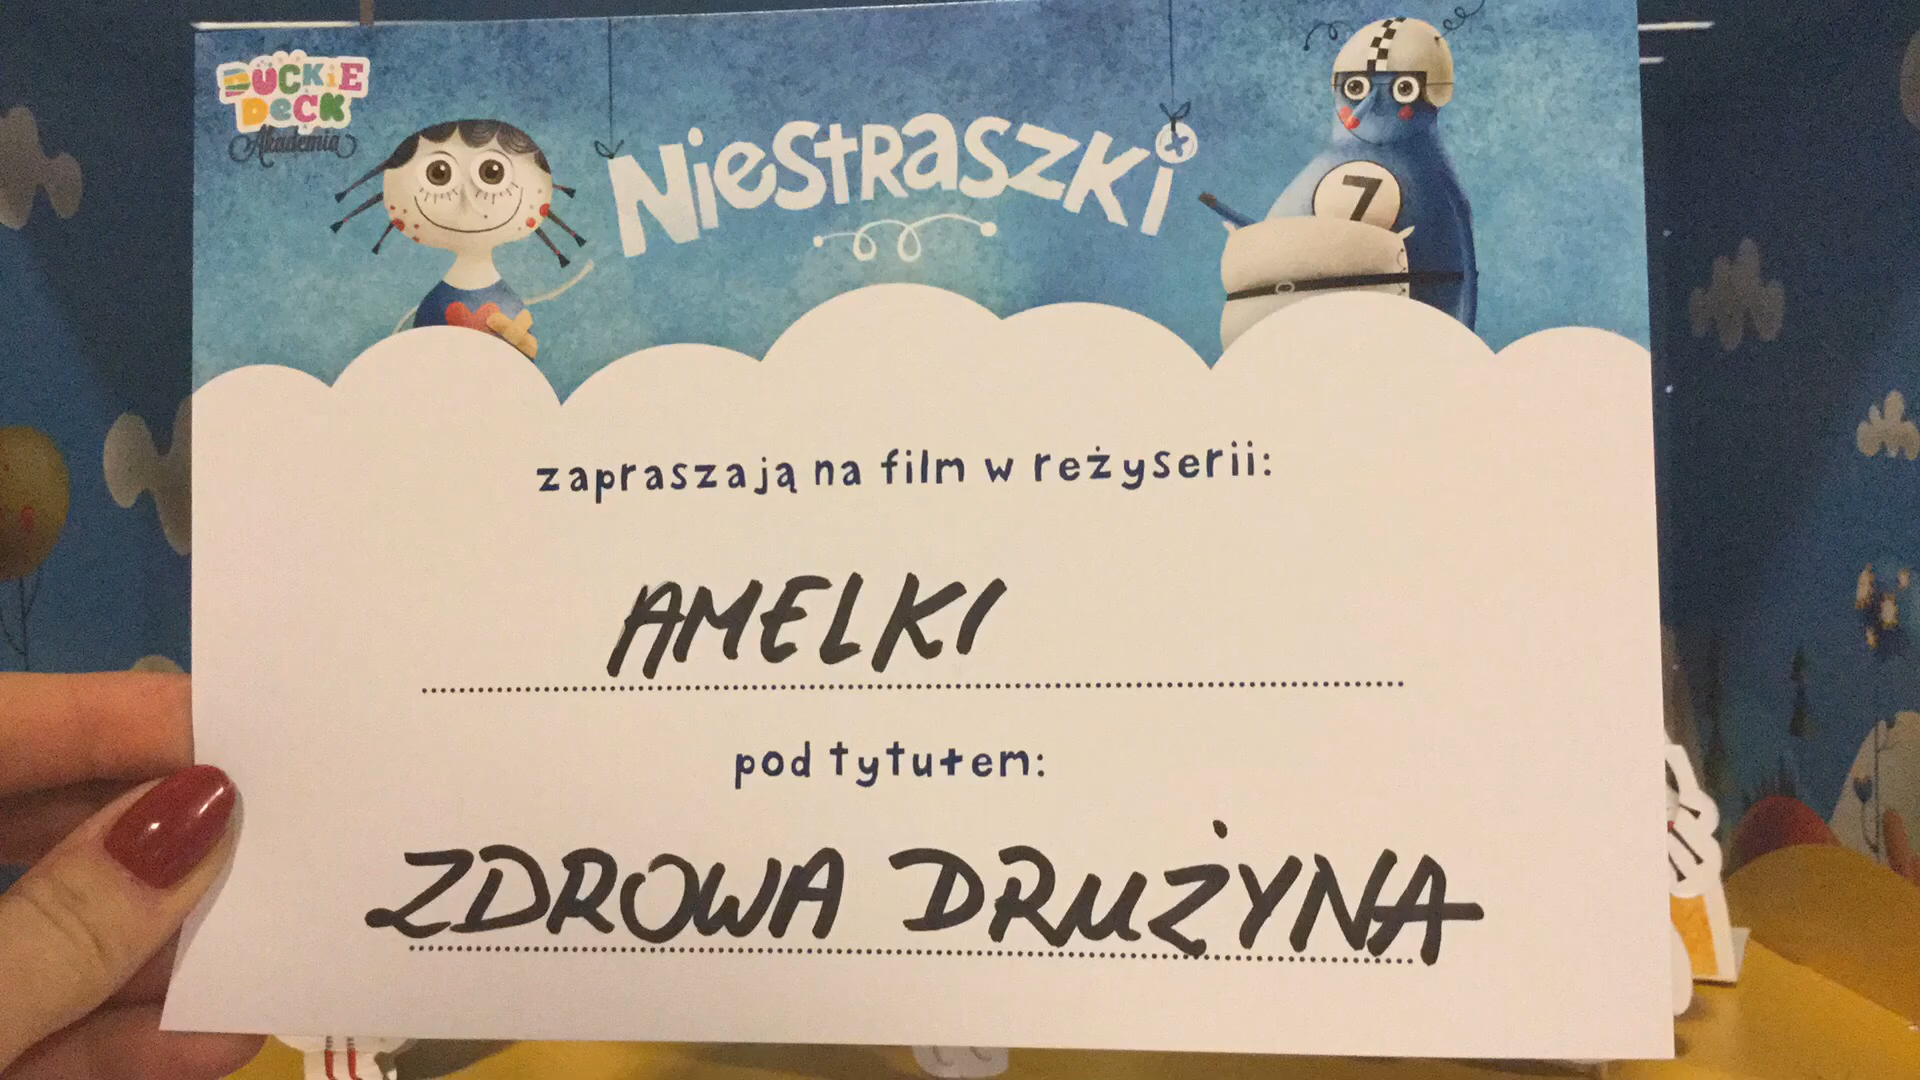 DUCKiE
DeCK
Akademia
NieSTRaSZKi
7
zapraszają na film w reżyserii:
AMELKI
pod tytułem:
ZDROWA DRUŻYNA